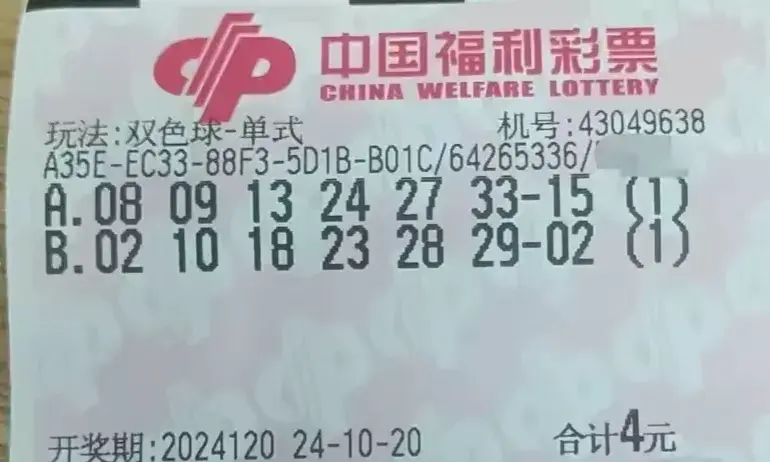 中国福利彩票
CHINA WELFARE LOTTERY
玩法:双色球-单式 机号:43049638
A35E-EC33-88F3-5D1B-B01C/64265336/
A.08 09 13 24 27 33-15 (1)
B.02 10 18 23 28 29-02 (1)
开奖期:2024120 24-10-20 合计4元